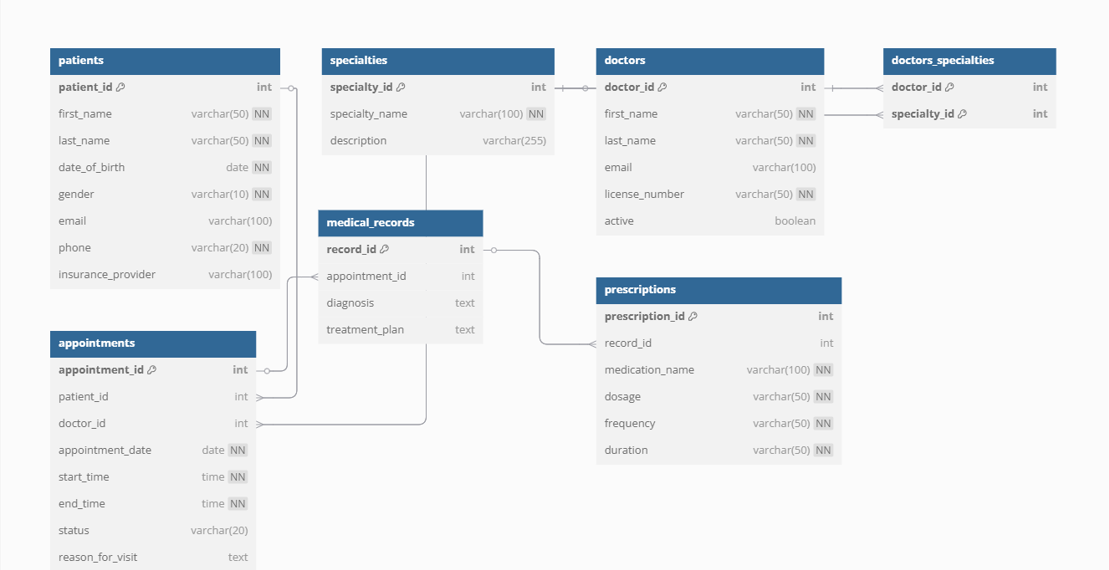 patients
patient_id int
first_name varchar(50) NN
last_name varchar(50) NN
date_of_birth date NN
gender varchar(10) NN
email varchar(100)
phone varchar(20) NN
insurance_provider varchar(100)
specialties
specialty_id int
specialty_name varchar(100) NN
description varchar(255)
doctors
doctor_id int
first_name varchar(50) NN
last_name varchar(50) NN
email varchar(100)
license_number varchar(50) NN
active boolean
doctors_specialties
doctor_id int
specialty_id int
medical_records
record_id int
appointment_id int
diagnosis text
treatment_plan text
prescriptions
prescription_id int
record_id int
medication_name varchar(100) NN
dosage varchar(50) NN
frequency varchar(50) NN
duration varchar(50) NN
appointments
appointment_id int
patient_id int
doctor_id int
appointment_date date NN
start_time time NN
end_time time NN
status varchar(20)
reason_for_visit text